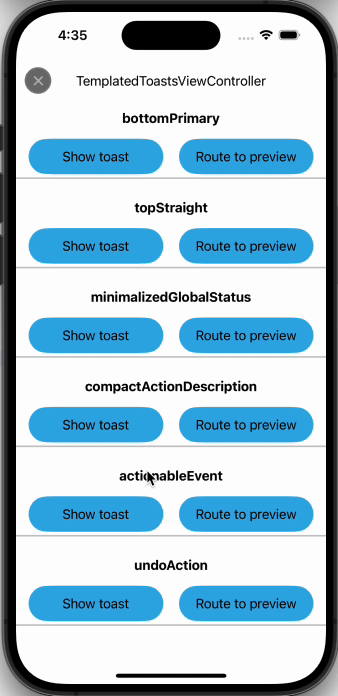 4:35
TemplatedToastsViewController
bottomPrimary
Show toast Route to preview
topStraight
Show toast Route to preview
minimalizedGlobalStatus
Show toast Route to preview
compactActionDescription
Show toast Route to preview
actionableEvent
Show toast Route to preview
undoAction
Show toast Route to preview